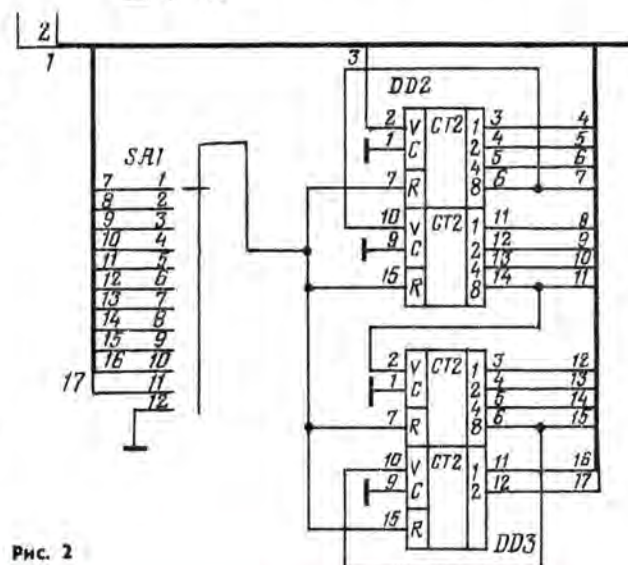 2
1
3
DD2
SA1
2 V CT2 1 3 4
1 C 2 4 5
4 5 6
7 R 8 6 7
10 V CT2 1 11 8
9 C 2 12 9
4 13 10
15 R 8 14 11
7 1
8 2
9 3
10 4
11 5
12 6
13 7
14 8
15 9
16 10
17 11
12
2 V CT2 1 3 12
1 C 2 4 13
4 5 14
7 R 8 6 15
10 V CT2 1 11 16
9 C 2 12 17
15 R
DD3
Рис. 2